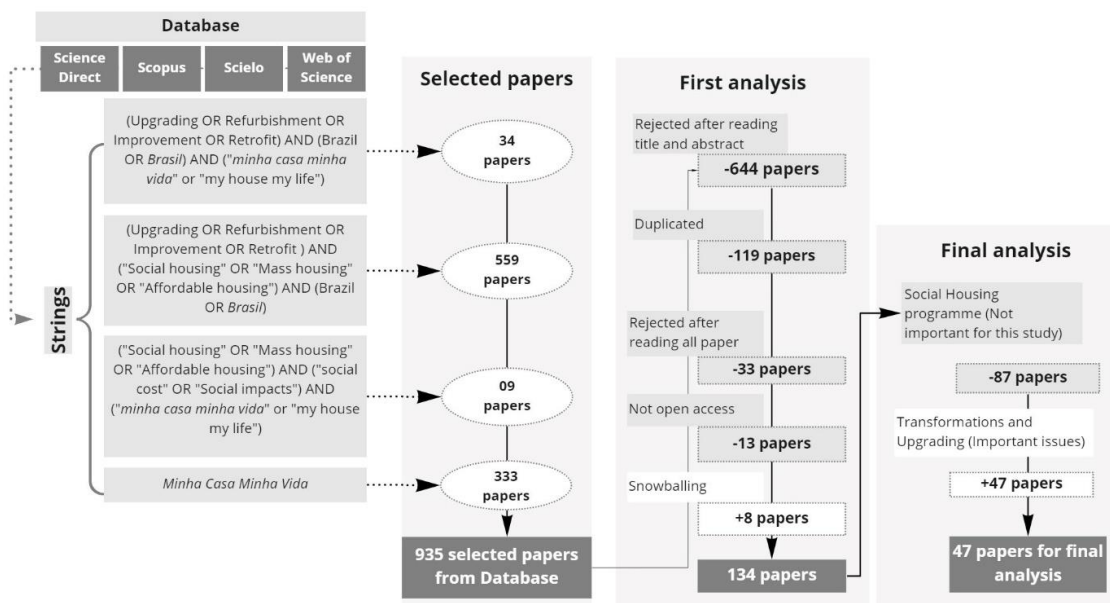 Database
Science
Direct
Scopus
Scielo
Web of
Science
Strings
(Upgrading OR Refurbishment OR
Improvement OR Retrofit) AND (Brazil
OR Brasil) AND ("minha casa minha
vida" or "my house my life")
(Upgrading OR Refurbishment OR
Improvement OR Retrofit ) AND
("Social housing" OR "Mass housing"
OR "Affordable housing") AND (Brazil
OR Brasil)
("Social housing" OR "Mass housing"
OR "Affordable housing") AND ("social
cost" OR "Social impacts") AND
("minha casa minha vida" or "my house
my life")
Minha Casa Minha Vida
Selected papers
34
papers
559
papers
09
papers
333
papers
935 selected papers
from Database
First analysis
Rejected after reading
title and abstract
-644 papers
Duplicated
-119 papers
Rejected after
reading all paper
-33 papers
Not open access
-13 papers
Snowballing
+8 papers
134 papers
Final analysis
Social Housing
programme (Not
important for this
study)
-87 papers
Transformations and
Upgrading (Important issues)
+47 papers
47 papers for final
analysis